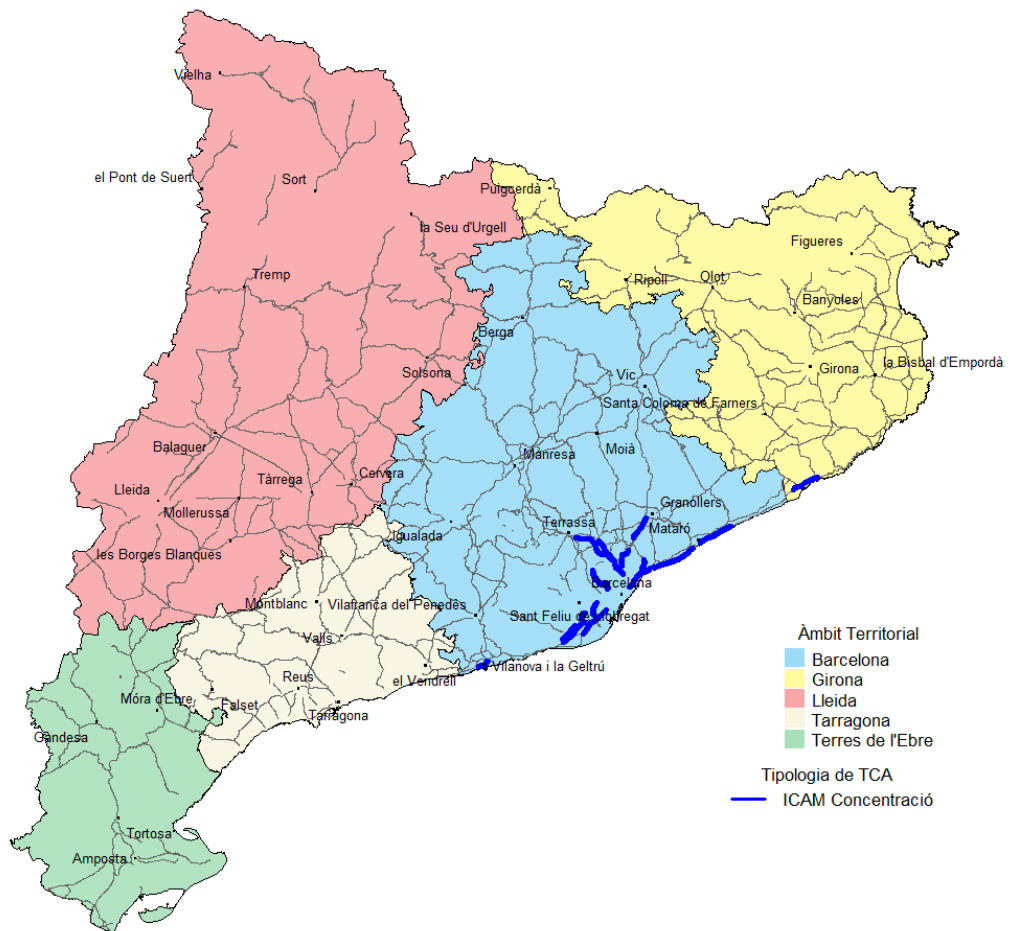 Vielha
el Pont de Suert
Sort
Puigcerdà
la Seu d'Urgell
Figueres
Tremp
Ripoll
Olot
Banyoles
Berga
Solsona
Vic
Girona
la Bisbal d'Empordà
Santa Coloma de Farners
Balaguer
Manresa
Moià
Lleida
Tàrrega
Cervera
Mollerussa
Granollers
Terrassa
Mataró
Igualada
les Borges Blanques
Barcelona
Montblanc
Vilafranca del Penedès
Sant Feliu de Llobregat
Valls
Vilanova i la Geltrú
el Vendrell
Reus
Móra d'Ebre
Falset
Tarragona
Gandesa
Tortosa
Amposta
Àmbit Territorial
Barcelona
Girona
Lleida
Tarragona
Terres de l'Ebre
Tipologia de TCA
ICAM Concentració